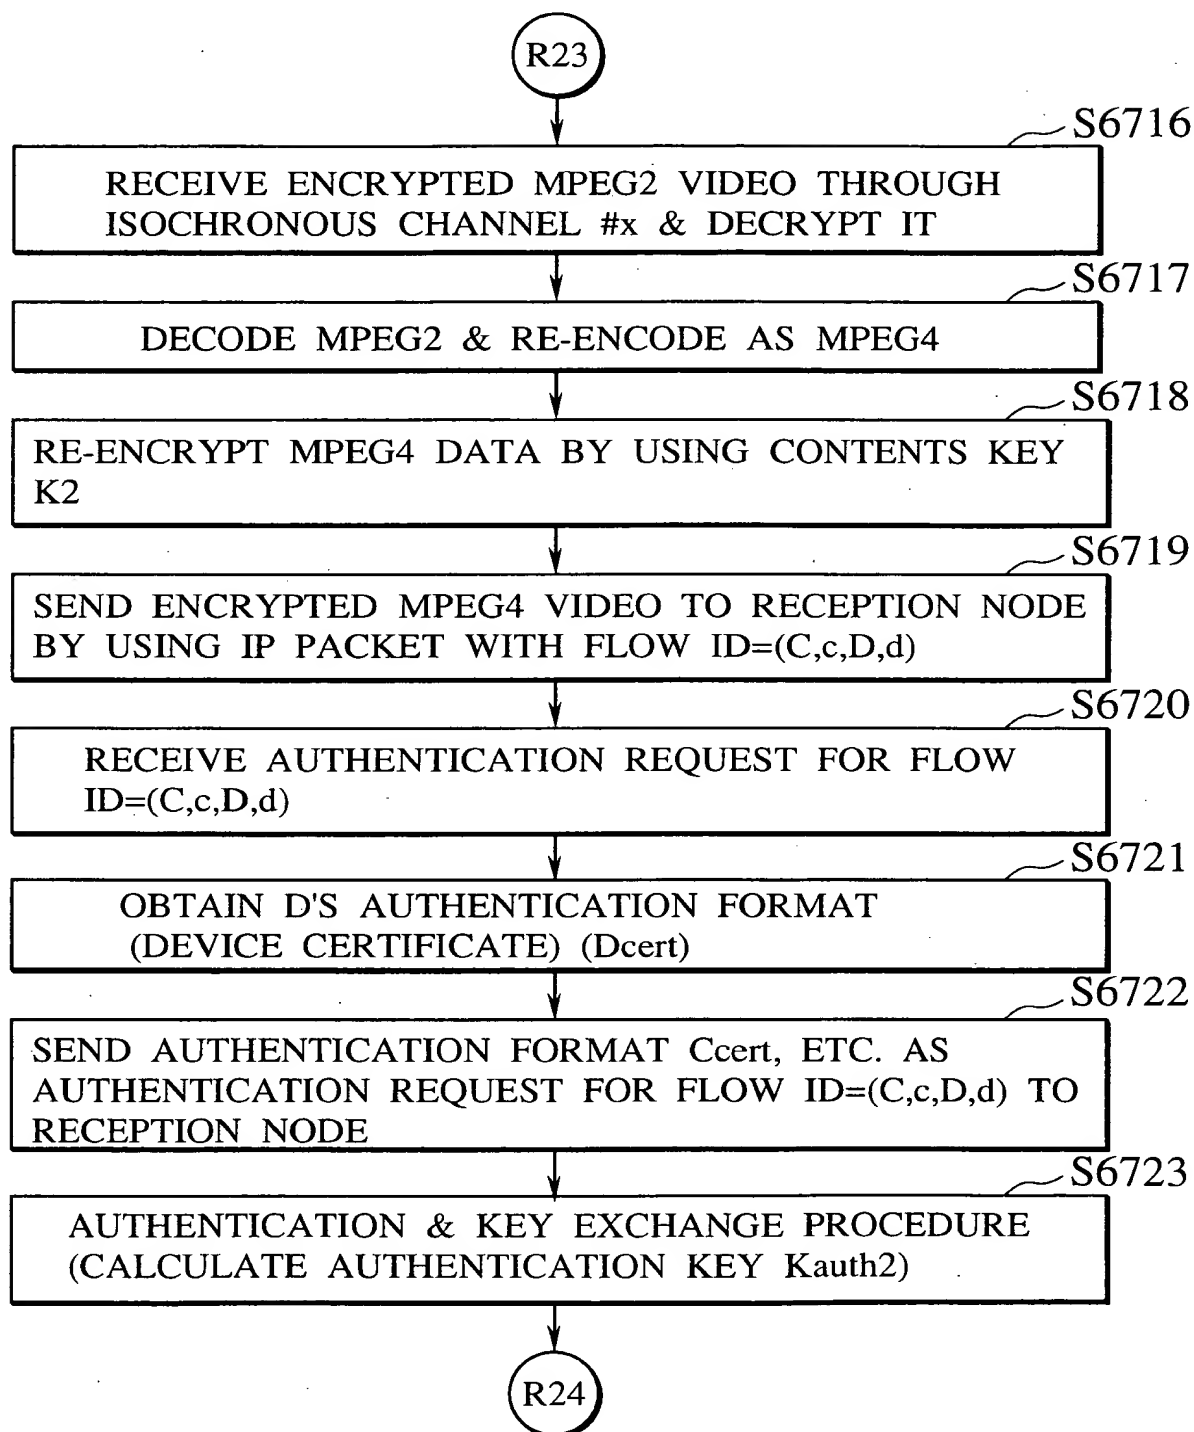 R23
S6716
RECEIVE ENCRYPTED MPEG2 VIDEO THROUGH
ISOCHRONOUS CHANNEL #x & DECRYPT IT
S6717
DECODE MPEG2 & RE-ENCODE AS MPEG4
S6718
RE-ENCRYPT MPEG4 DATA BY USING CONTENTS KEY
K2
S6719
SEND ENCRYPTED MPEG4 VIDEO TO RECEPTION NODE
BY USING IP PACKET WITH FLOW ID=(C,c,D,d)
S6720
RECEIVE AUTHENTICATION REQUEST FOR FLOW
ID=(C,c,D,d)
S6721
OBTAIN D'S AUTHENTICATION FORMAT
(DEVICE CERTIFICATE) (Dcert)
S6722
SEND AUTHENTICATION FORMAT Ccert, ETC. AS
AUTHENTICATION REQUEST FOR FLOW ID=(C,c,D,d) TO
RECEPTION NODE
S6723
AUTHENTICATION & KEY EXCHANGE PROCEDURE
(CALCULATE AUTHENTICATION KEY Kauth2)
R24